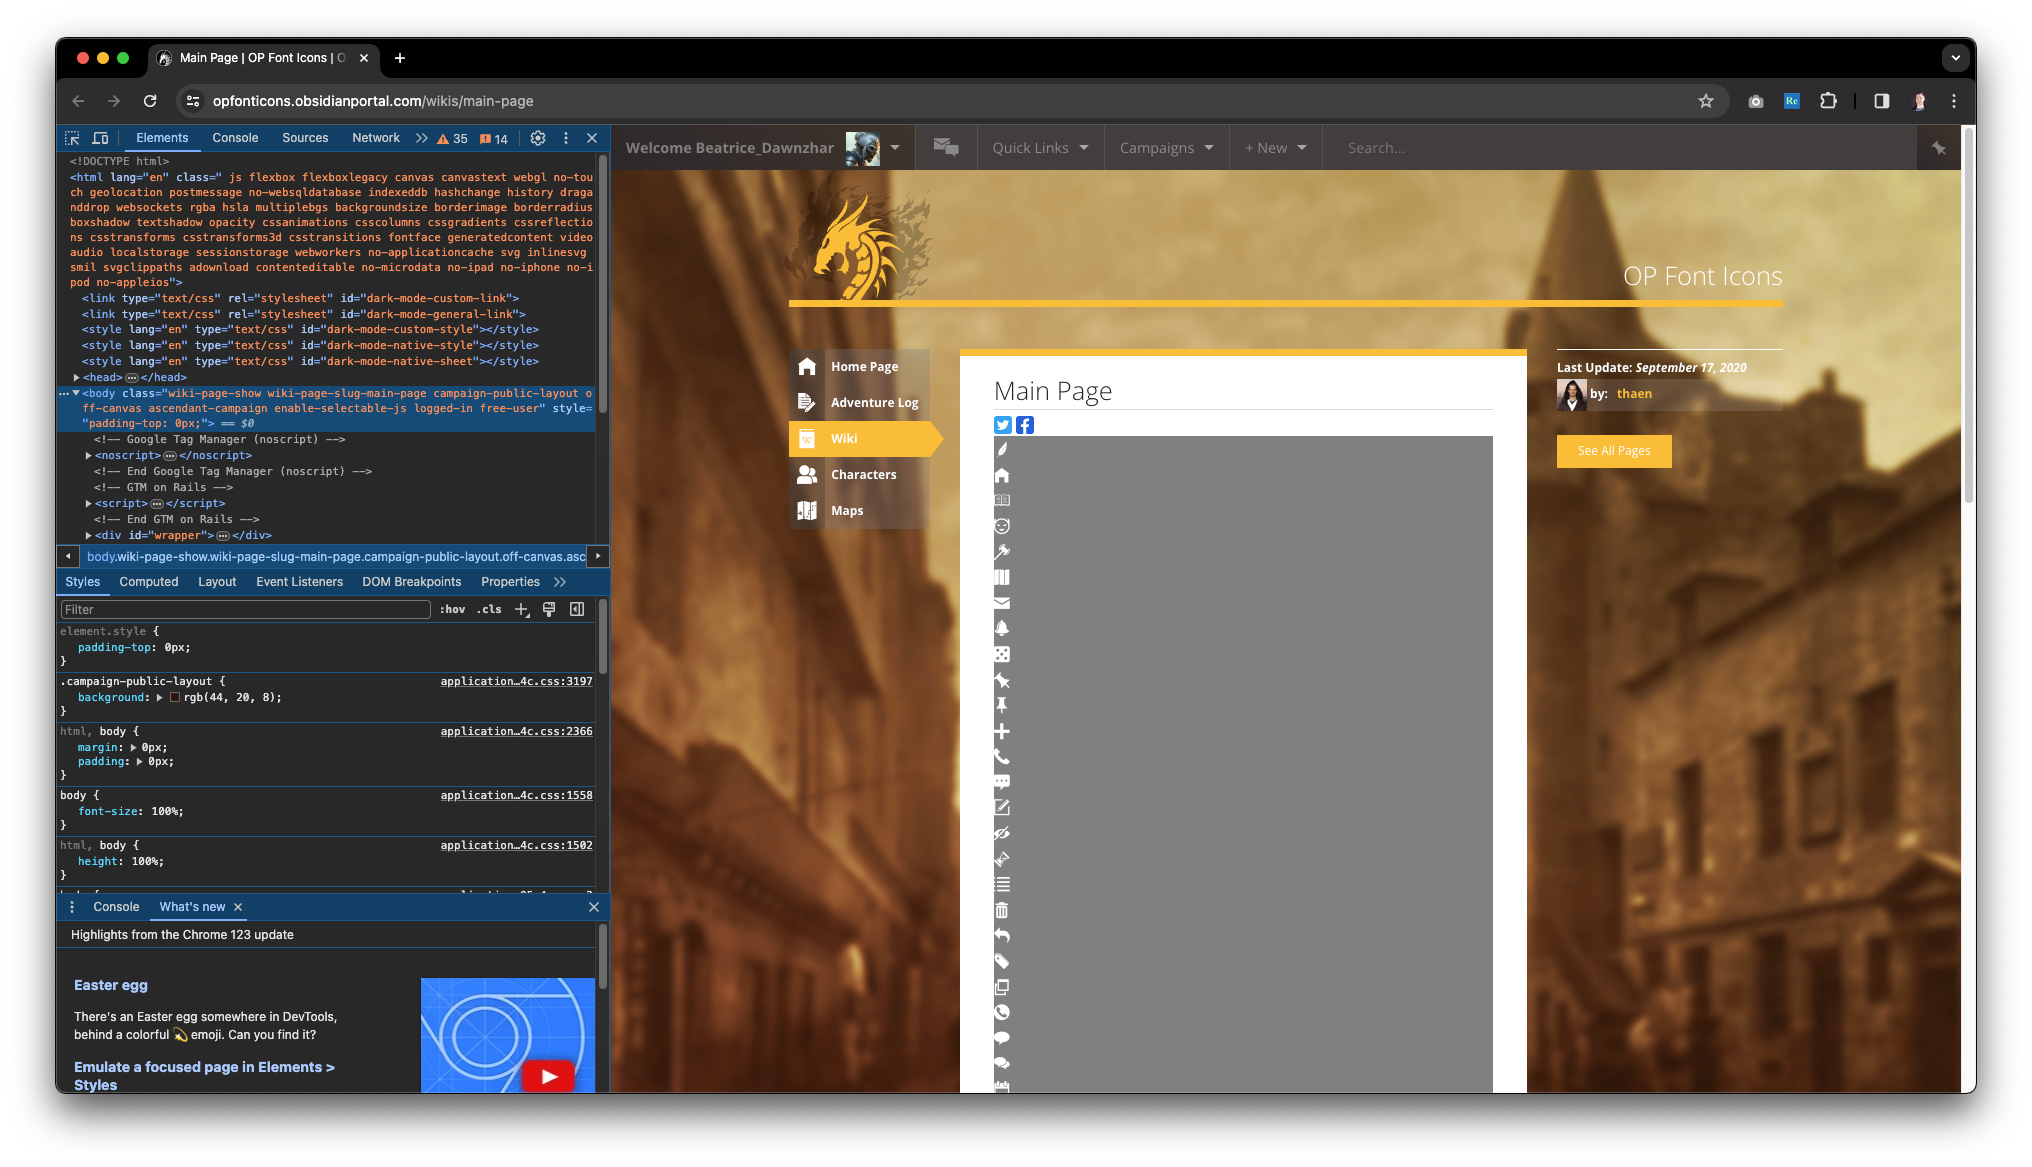 Main Page | OP Font Icons | O
opfonticons.obsidianportal.com/wikis/main-page
Re
Elements Console Sources Network 35 14
<!DOCTYPE html>
<html lang="en" class=" js flexbox flexboxlegacy canvas canvastext webgl no-tou
ch geolocation postmessage no-websqldatabase indexeddb hashchange history draga
nddrop websockets rgba hsla multiplebgs backgroundsize borderimage borderradius
boxshadow textshadow opacity cssanimations csscolumns cssgradients cssreflectio
ns csstransforms csstransforms3d csstransitions fontface generatedcontent video
audio localstorage sessionstorage webworkers no-applicationcache svg inlinesvg
smil svgclippaths adownload contenteditable no-microdata no-ipad no-iphone no-i
pod no-appleios">
<link type="text/css" rel="stylesheet" id="dark-mode-custom-link">
<link type="text/css" rel="stylesheet" id="dark-mode-general-link">
<style lang="en" type="text/css" id="dark-mode-custom-style"></style>
<style lang="en" type="text/css" id="dark-mode-native-style"></style>
<style lang="en" type="text/css" id="dark-mode-native-sheet"></style>
<head>…</head>
<body class="wiki-page-show wiki-page-slug-main-page campaign-public-layout o
ff-canvas ascendant-campaign enable-selectable-js logged-in free-user" style=
"padding-top: 0px;"> == $0
<!-- Google Tag Manager (noscript) -->
<noscript>…</noscript>
<!-- End Google Tag Manager (noscript) -->
<!-- GTM on Rails -->
<script>…</script>
<!-- End GTM on Rails -->
<div id="wrapper">…</div>
body.wiki-page-show.wiki-page-slug-main-page.campaign-public-layout.off-canvas.asc
Styles Computed Layout Event Listeners DOM Breakpoints Properties
Filter :hov .cls
element.style {
padding-top: 0px;
}
.campaign-public-layout { application…4c.css:3197
background: rgb(44, 20, 8);
}
html, body { application…4c.css:2366
margin: 0px;
padding: 0px;
}
body { application…4c.css:1558
font-size: 100%;
}
html, body { application…4c.css:1502
height: 100%;
}
Console What's new
Highlights from the Chrome 123 update
Easter egg
There's an Easter egg somewhere in DevTools,
behind a colorful 💫 emoji. Can you find it?
Emulate a focused page in Elements >
Styles
Welcome Beatrice_Dawnzhar Quick Links Campaigns + New Search...
OP Font Icons
Home Page
Adventure Log
W Wiki
Characters
Maps
Main Page
Last Update: September 17, 2020
by: thaen
See All Pages